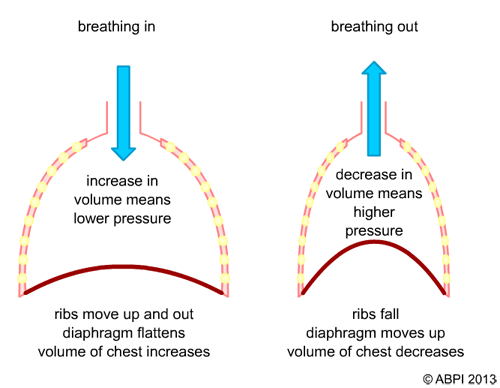 breathing in
increase in
volume means
lower pressure
ribs move up and out
diaphragm flattens
volume of chest increases
breathing out
decrease in
volume means
higher
pressure
ribs fall
diaphragm moves up
volume of chest decreases
© ABPI 2013